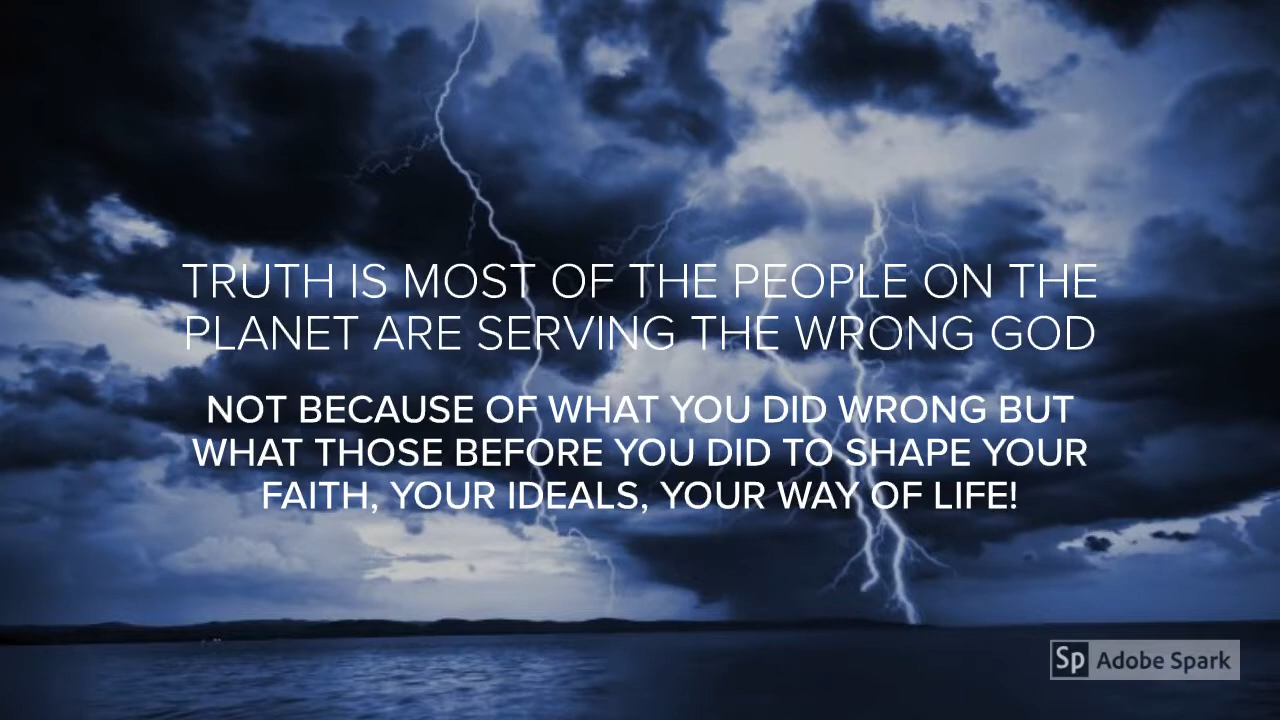 TRUTH IS MOST OF THE PEOPLE ON THE
PLANET ARE SERVING THE WRONG GOD
NOT BECAUSE OF WHAT YOU DID WRONG BUT
WHAT THOSE BEFORE YOU DID TO SHAPE YOUR
FAITH, YOUR IDEALS, YOUR WAY OF LIFE!
Sp Adobe Spark